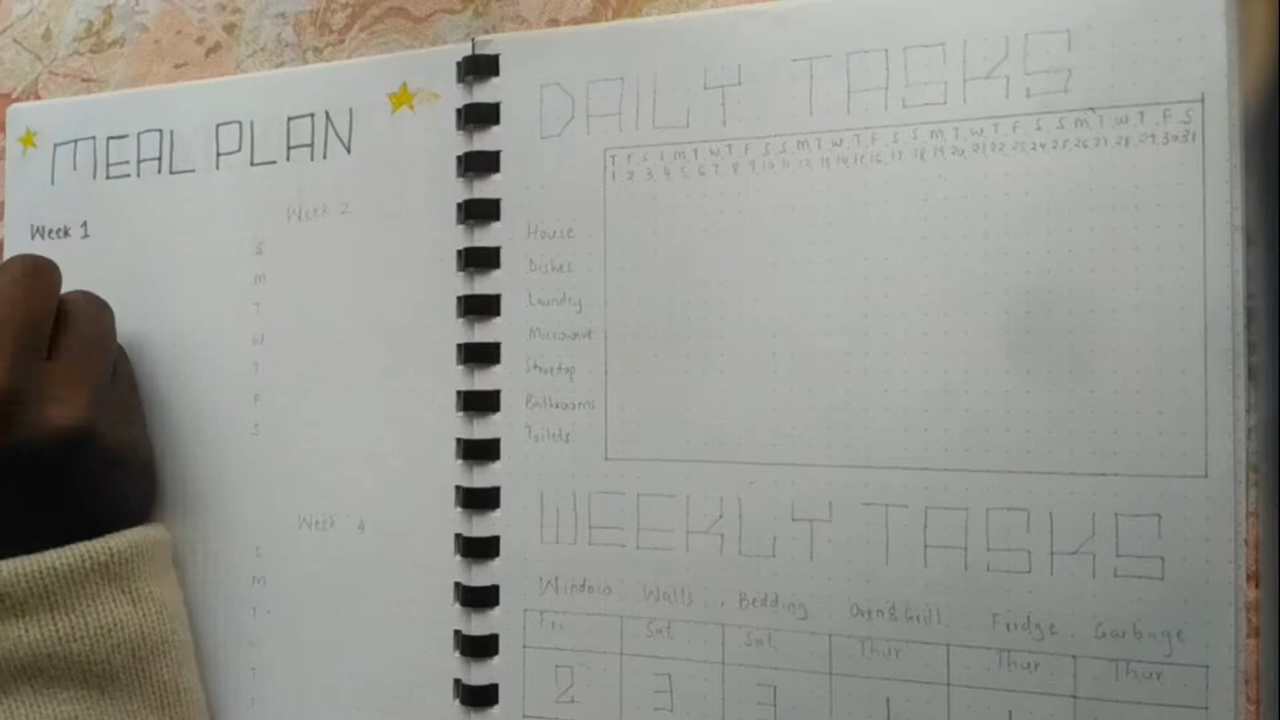 MEAL PLAN
Week 1
Week 2
S
M
T
W
T
F
S
Week 4
S
M
T
T
DAILY TASKS
T F S S M T W T F S S M T W T F S S M T W T F S S M T W T F S
1 2 3 4 5 6 7 8 9 10 11 12 13 14 15 16 17 18 19 20 21 22 23 24 25 26 27 28 29 30 31
House
Dishes
Laundry
Microwave
Stovetop
Bathrooms
Toilets
WEEKLY TASKS
Windows Walls Bedding Oven&Grill Fridge Garbage
Fri Sat Sat Thur Thur Thur
2 3 3 1 1